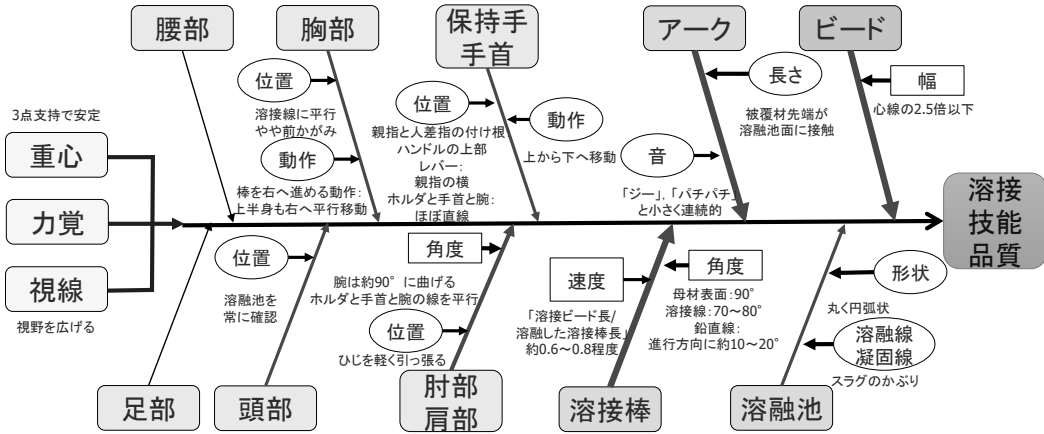 腰部
胸部
保持手
手首
アーク
ビード
3点支持で安定
重心
力覚
視線
視野を広げる
位置
溶接線に平行
やや前かがみ
動作
棒を右へ進める動作:
上半身も右へ平行移動
位置
親指と人差指の付け根
ハンドルの上部
レバー:
親指の横
ホルダと手首と腕:
ほぼ直線
動作
上から下へ移動
長さ
被覆材先端が
溶融池面に接触
音
「ジー」,「パチパチ」
と小さく連続的
幅
心線の2.5倍以下
溶接
技能
品質
位置
溶融池を
常に確認
角度
腕は約90°に曲げる
ホルダと手首と腕の線を平行
位置
ひじを軽く引っ張る
速度
「溶接ビード長/
溶融した溶接棒長」
約0.6～0.8程度
角度
母材表面:90°
溶接線:70～80°
鉛直線:
進行方向に約10～20°
形状
丸く円弧状
溶融線
凝固線
スラグのかぶり
足部
頭部
肘部
肩部
溶接棒
溶融池